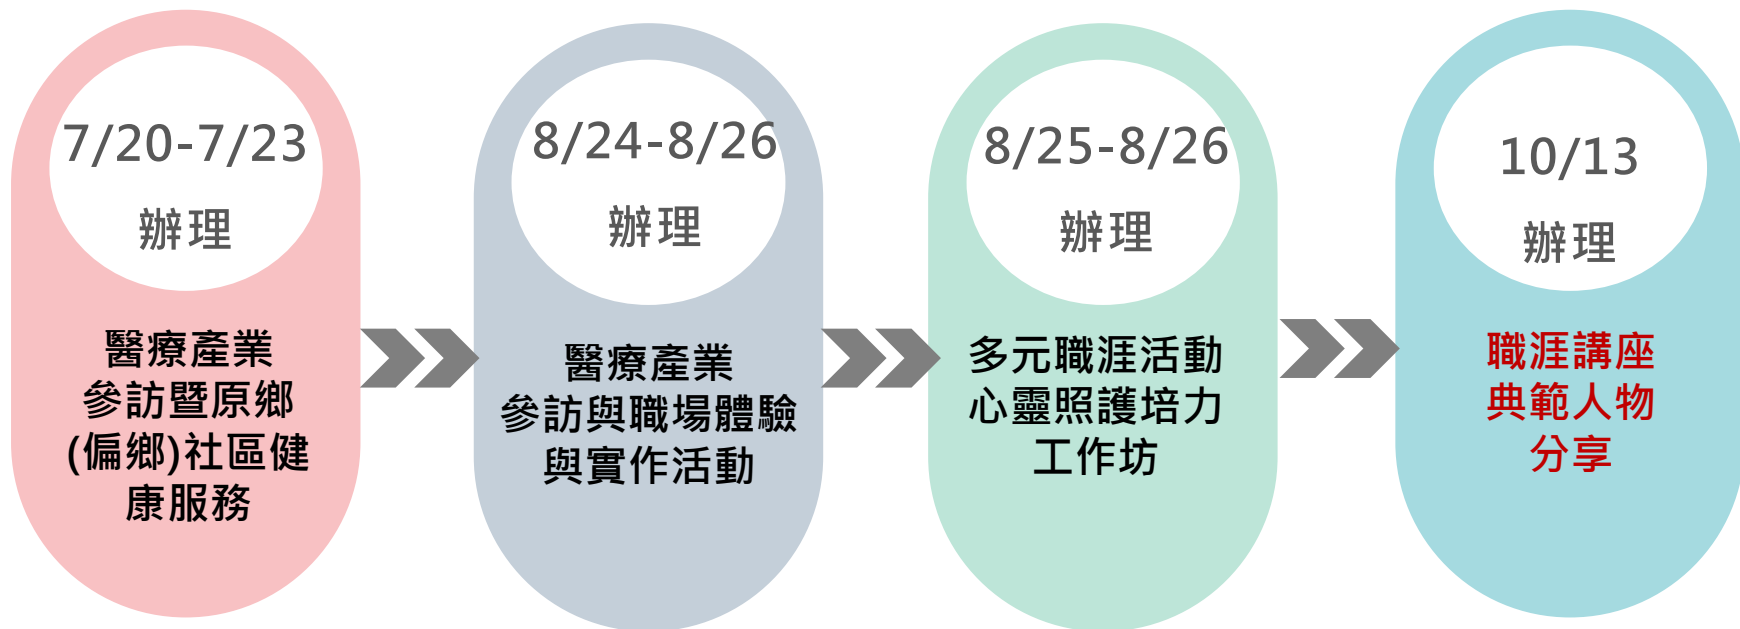 7/20-7/23
辦理
醫療產業
參訪暨原鄉
(偏鄉)社區健
康服務
8/24-8/26
辦理
醫療產業
參訪與職場體驗
與實作活動
8/25-8/26
辦理
多元職涯活動
心靈照護培力
工作坊
10/13
辦理
職涯講座
典範人物
分享